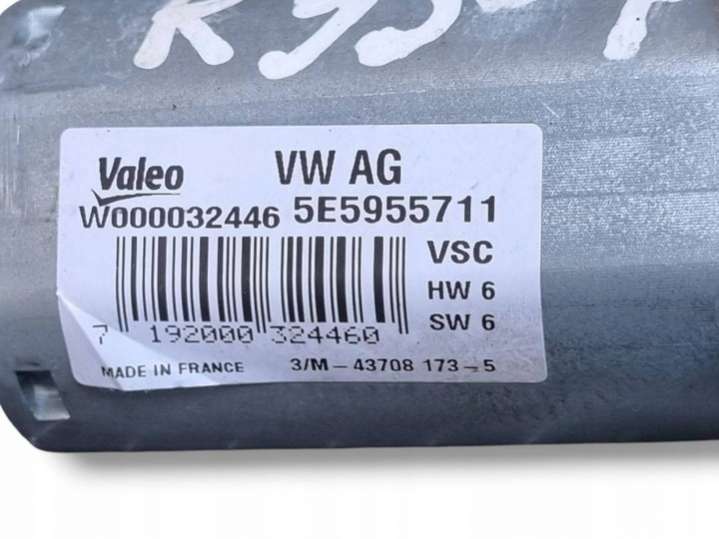 Valeo VW AG
W000032446 5E5955711
VSC
HW 6
SW 6
7 192000 324460
MADE IN FRANCE 3/M-43708 173-5